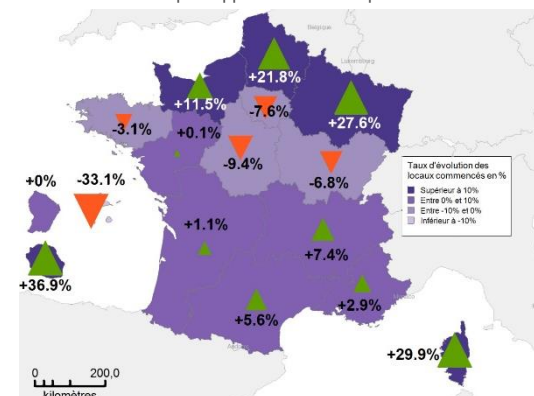 Belgique
Luxembourg
+21.8%
+11.5%
-7.6%
+27.6%
-3.1%
+0.1%
-9.4%
-6.8%
Taux d'évolution des
locaux commencés en %
Supérieur à 10%
Entre 0% et 10%
Entre -10% et 0%
Inférieur à -10%
+0%
-33.1%
+1.1%
+7.4%
+36.9%
+2.9%
+5.6%
+29.9%
0 200,0
kilomètres